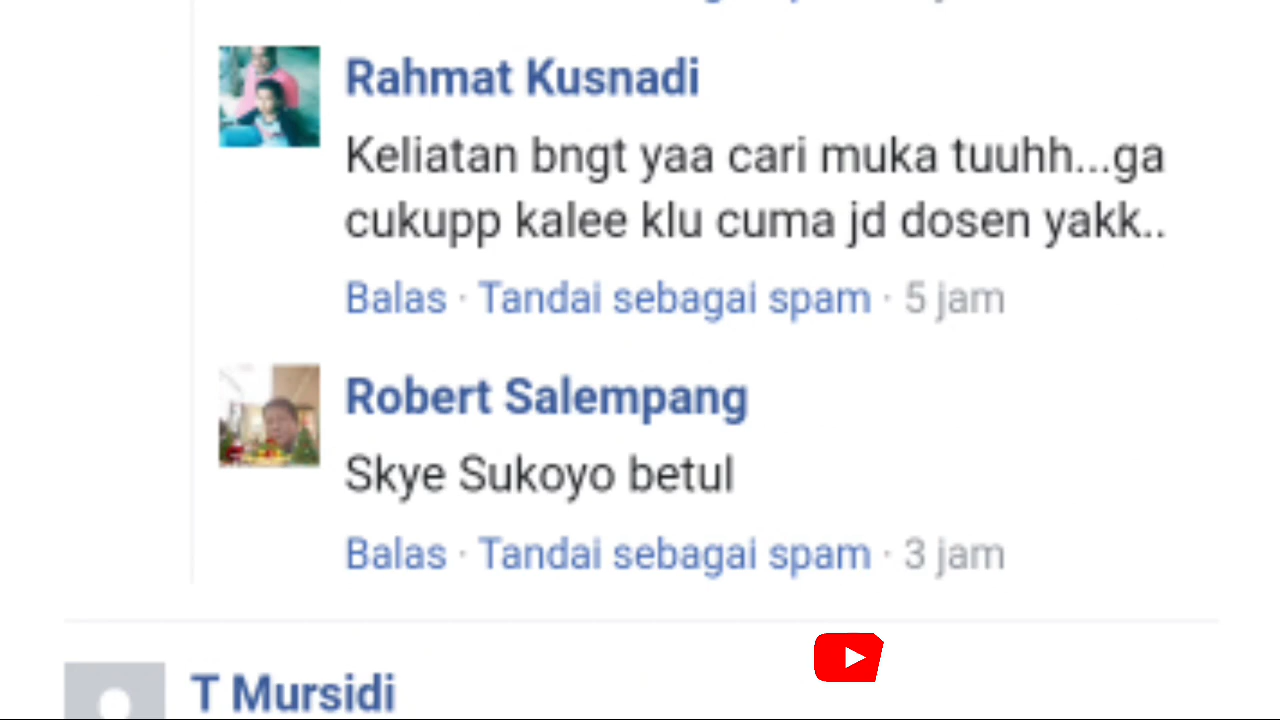 Rahmat Kusnadi
Keliatan bngt yaa cari muka tuuhh...ga
cukupp kalee klu cuma jd dosen yakk..
Balas · Tandai sebagai spam · 5 jam
Robert Salempang
Skye Sukoyo betul
Balas · Tandai sebagai spam · 3 jam
T Mursidi